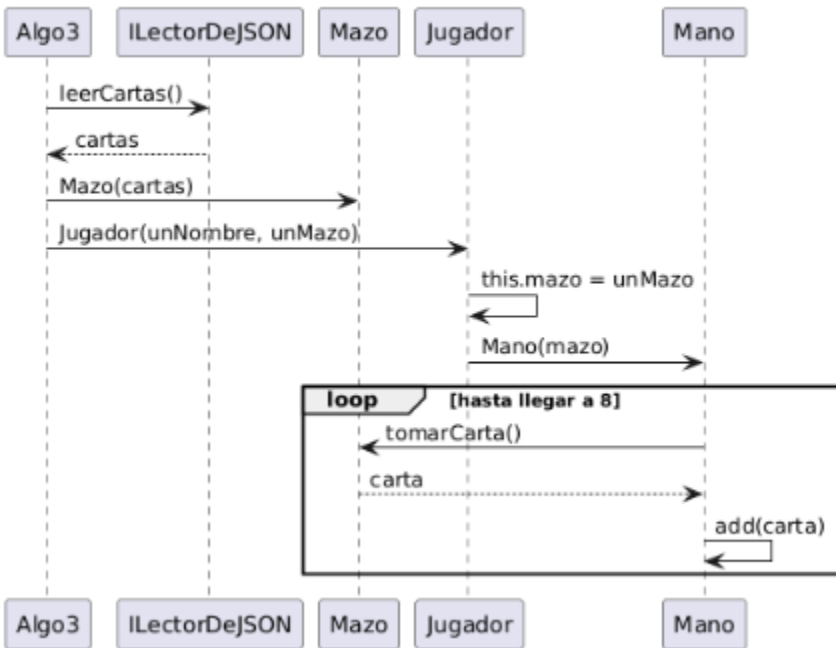 Algo3 ILectorDeJSON Mazo Jugador Mano
leerCartas()
cartas
Mazo(cartas)
Jugador(unNombre, unMazo)
this.mazo = unMazo
Mano(mazo)
loop [hasta llegar a 8]
tomarCarta()
carta
add(carta)
Algo3 ILectorDeJSON Mazo Jugador Mano